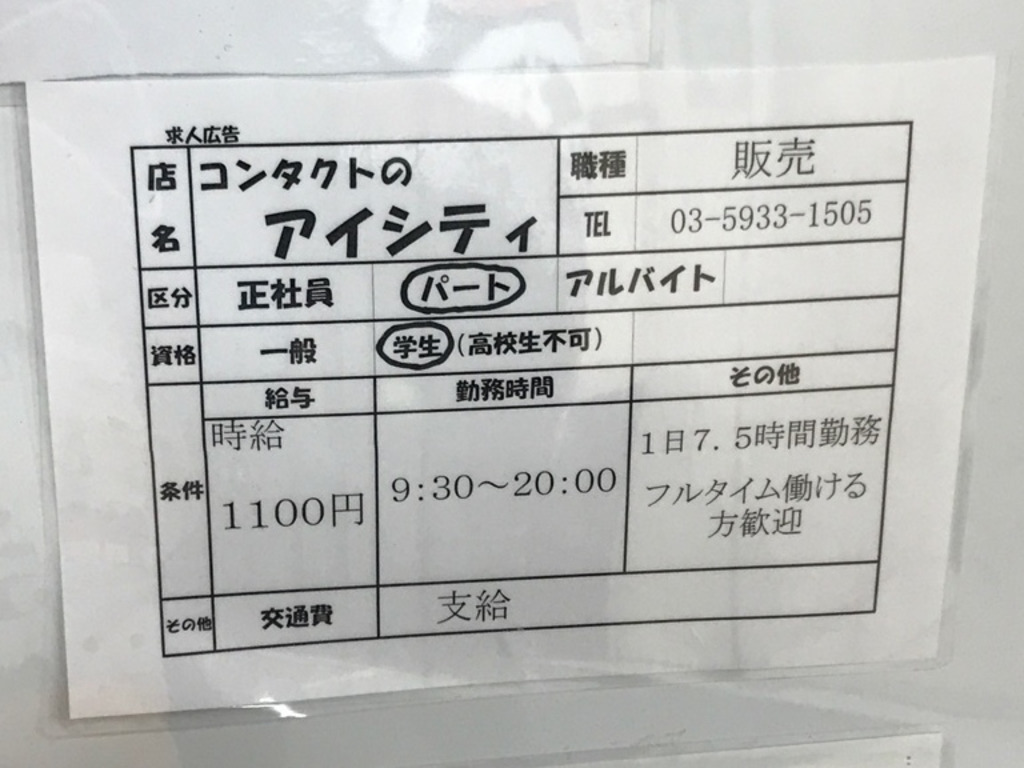 求人広告
店名
コンタクトの
アイシティ
職種
販売
TEL
03-5933-1505
区分
正社員
パート
アルバイト
資格
一般
学生(高校生不可)
条件
給与
勤務時間
その他
時給
1100円
9:30〜20:00
1日7.5時間勤務
フルタイム働ける
方歓迎
その他
交通費
支給